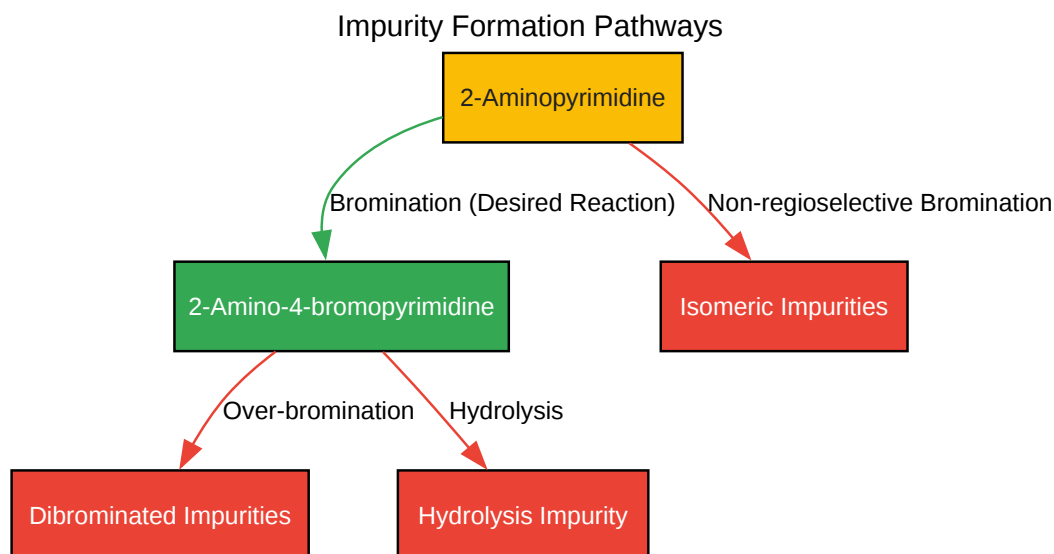 Impurity Formation Pathways
2-Aminopyrimidine
Bromination (Desired Reaction)
Non-regioselective Bromination
2-Amino-4-bromopyrimidine
Isomeric Impurities
Over-bromination
Hydrolysis
Dibrominated Impurities
Hydrolysis Impurity